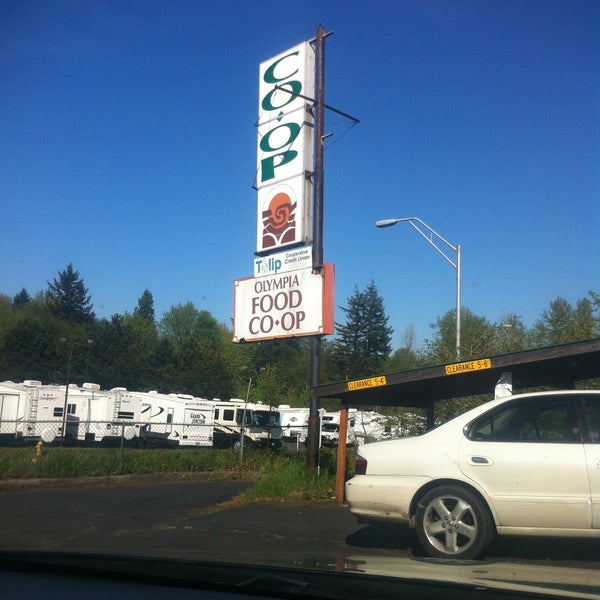 CO·OP
TULIP Cooperative
Credit Union
OLYMPIA
FOOD
CO·OP
CLEARANCE 5-4
CLEARANCE 5-8